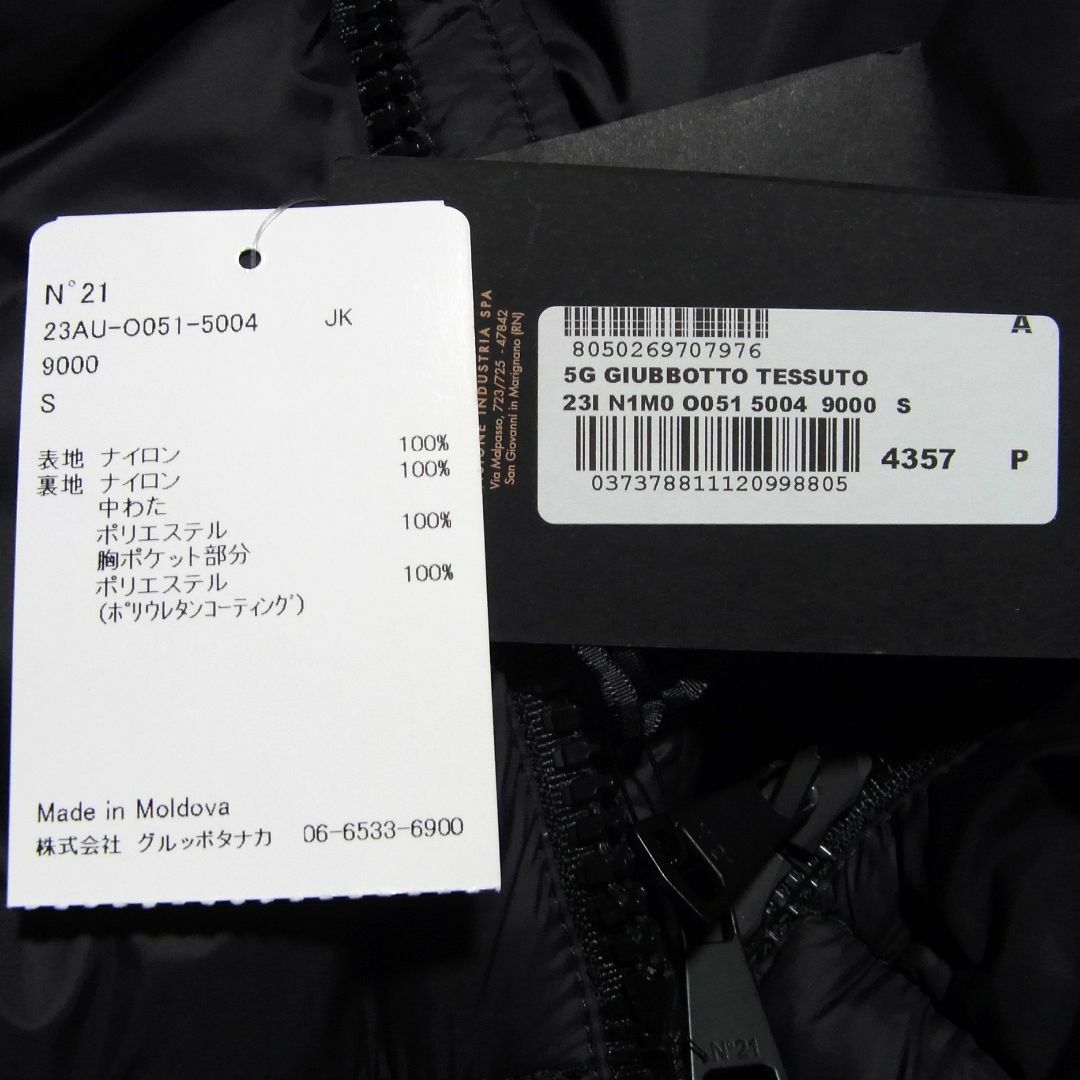 N°21
23AU-O051-5004 JK
9000
S
表地 ナイロン 100%
裏地 ナイロン 100%
中わた
ポリエステル 100%
胸ポケット部分
ポリエステル 100%
(ﾎﾟﾘｳﾚﾀﾝｺｰﾃｨﾝｸﾞ)
Made in Moldova
株式会社 グルッポタナカ 06-6533-6900
INDUSTRIA SPA
Via Malpasso, 723/725 - 47842
San Giovanni in Marignano (RN)
A
8050269707976
5G GIUBBOTTO TESSUTO
23I N1M0 O051 5004 9000 S
4357 P
037378811120998805
N°21